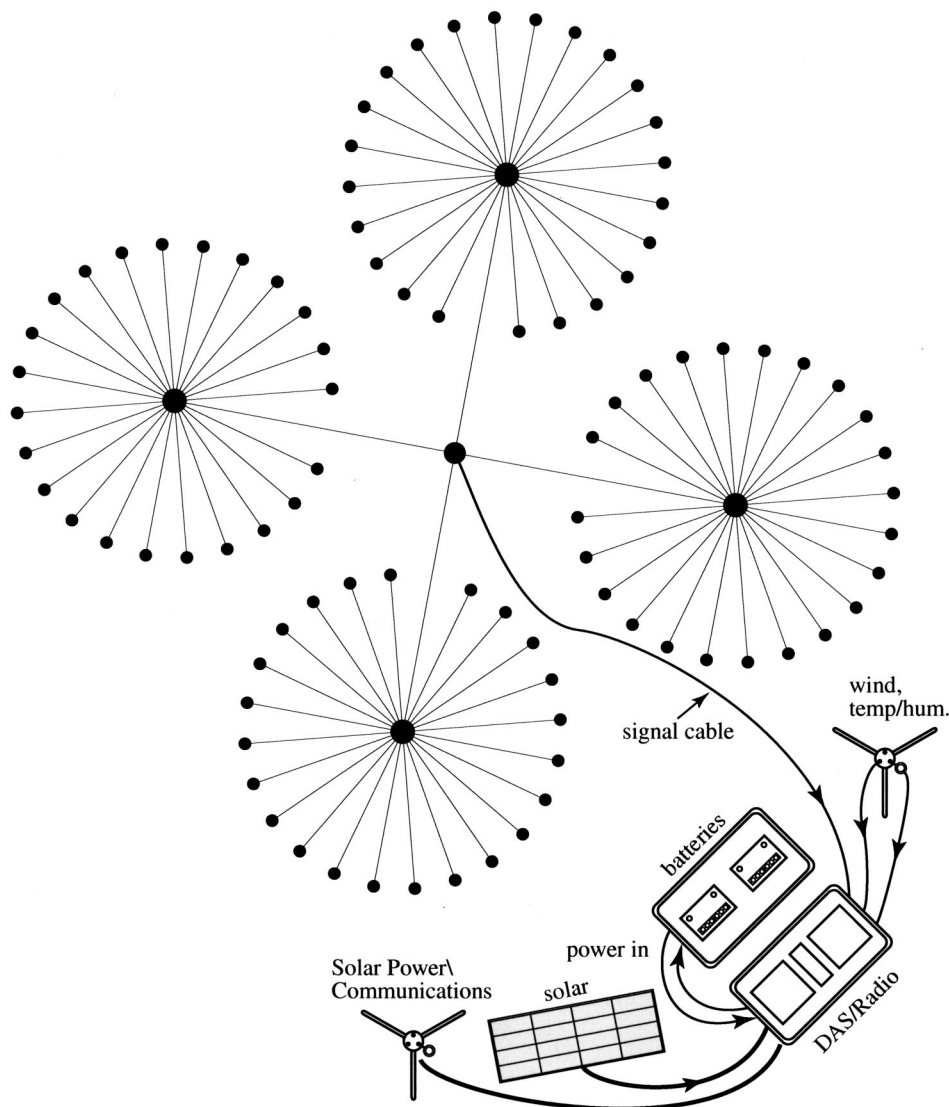 wind,
temp/hum.
signal cable
batteries
power in
Solar Power\
Communications
solar
DAS/Radio